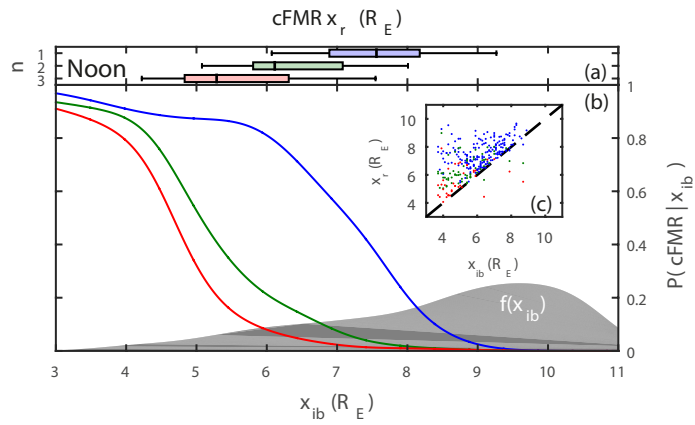 cFMR x_r (R_E)
n
1
2
3
Noon
(a)
(b)
1
0.8
0.6
0.4
0.2
0
P( cFMR | x_ib)
x_r (R_E)
10
8
6
4
(c)
4 6 8 10
x_ib (R_E)
f(x_ib)
3 4 5 6 7 8 9 10 11
x_ib (R_E)